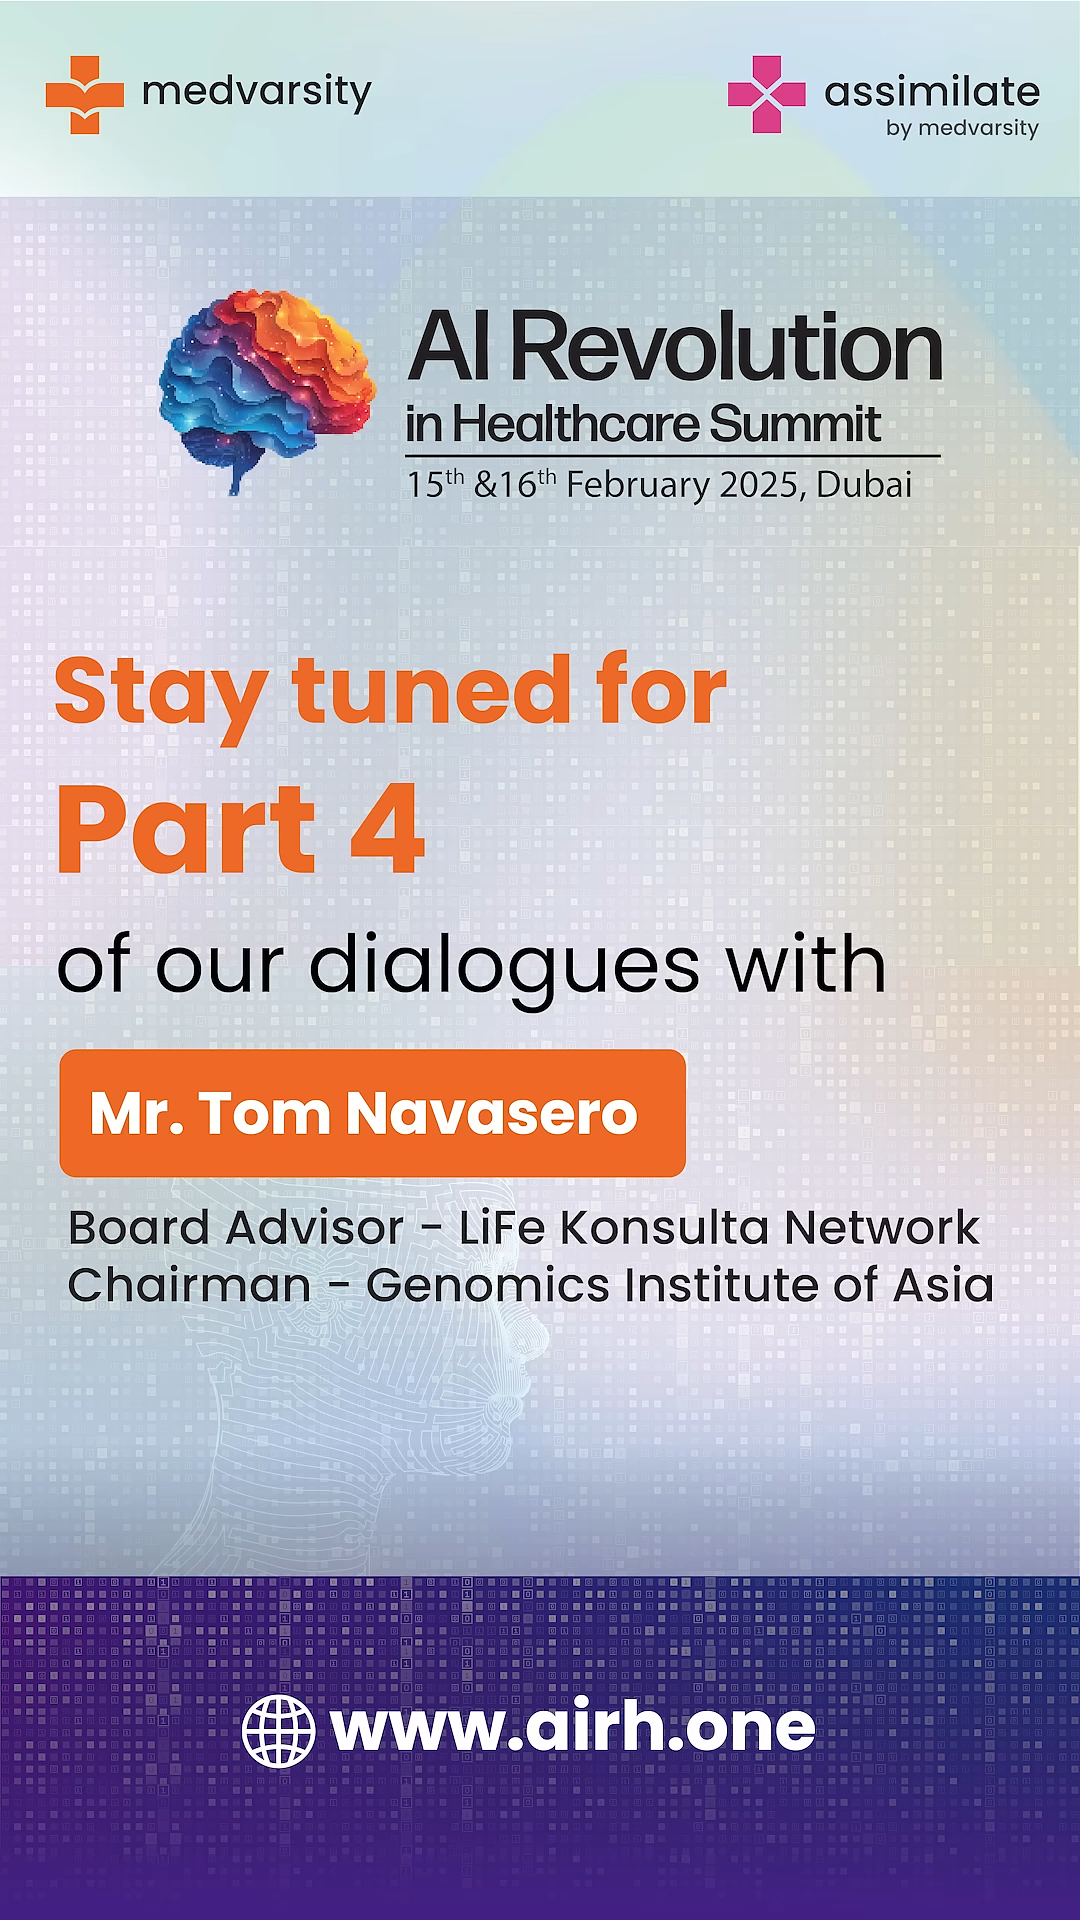 medvarsity
assimilate
by medvarsity
AI Revolution
in Healthcare Summit
15th &16th February 2025, Dubai
Stay tuned for
Part 4
of our dialogues with
Mr. Tom Navasero
Board Advisor - LiFe Konsulta Network
Chairman - Genomics Institute of Asia
www.airh.one